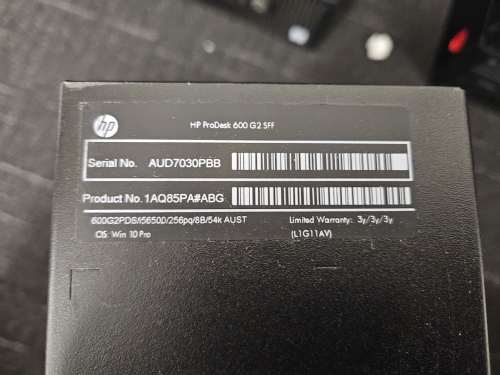 hp
HP ProDesk 600 G2 SFF
Serial No. AUD7030PBB
Product No. 1AQ85PA#ABG
600G2PDS/i56500/256pq/8B/54k AUST
Limited Warranty: 3y/3y/3y
OS: Win 10 Pro
(L1G11AV)